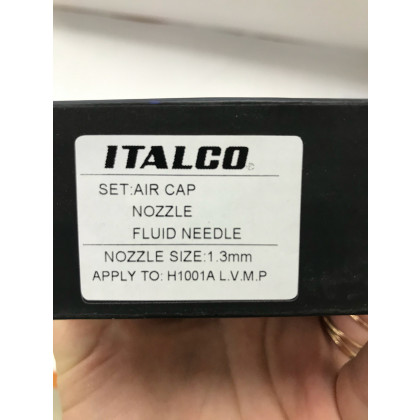 ITALCO
SET:AIR CAP
NOZZLE
FLUID NEEDLE
NOZZLE SIZE:1.3mm
APPLY TO: H1001A L.V.M.P